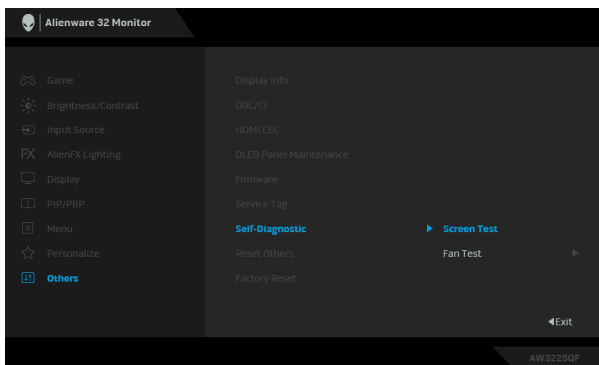 Alienware 32 Monitor
Game
Display Info
Brightness/Contrast
DDC/CI
Input Source
HDMI CEC
FX AlienFX Lighting
OLED Panel Maintenance
Display
Firmware
PIP/PBP
Service Tag
Menu
Self-Diagnostic
Screen Test
Personalize
Reset Others
Fan Test
Others
Factory Reset
Exit
AW3225QF